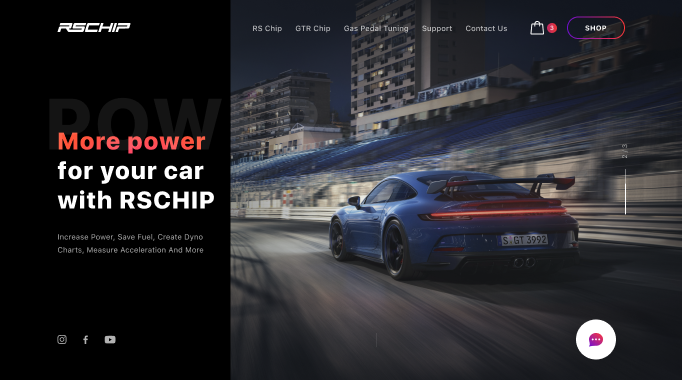 RSCHIP
RS Chip
GTR Chip
Gas Pedal Tuning
Support
Contact Us
3
SHOP
POWER
More power
for your car
with RSCHIP
Increase Power, Save Fuel, Create Dyno
Charts, Measure Acceleration And More
S·GT 3992